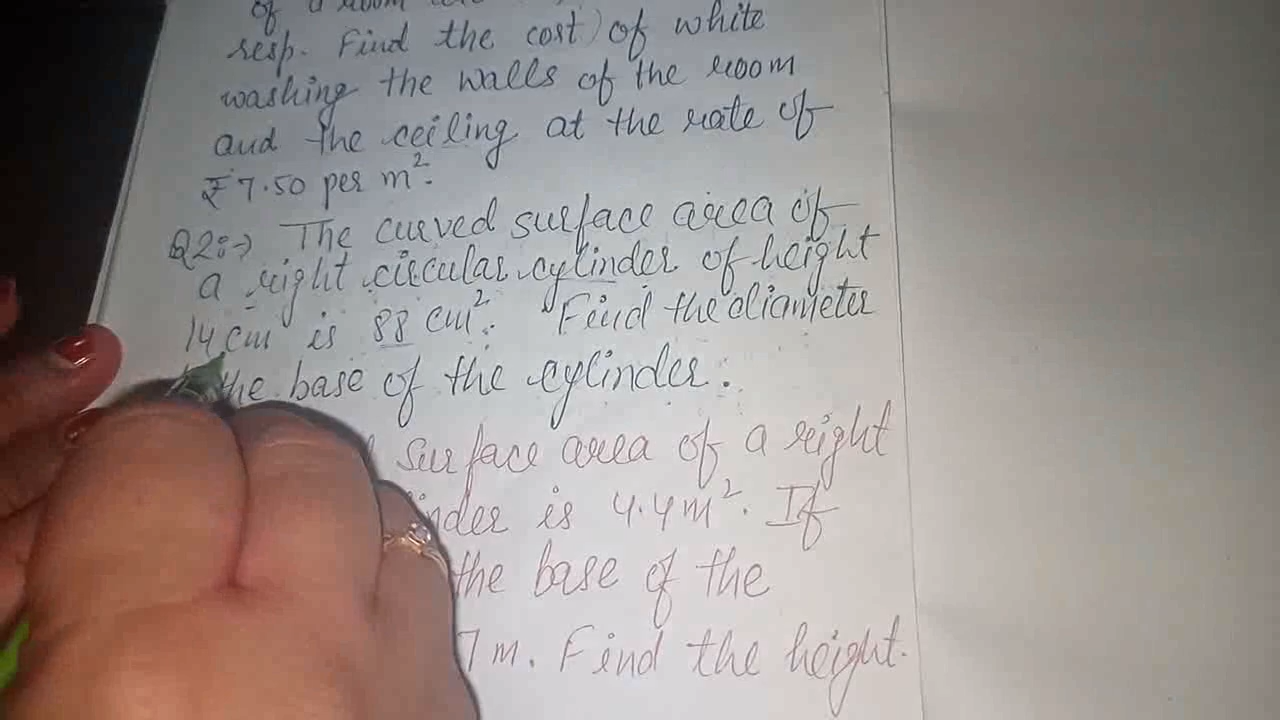 of a room
resp. Find the cost) of white
washing the walls of the room
and the ceiling at the rate of
₹7.50 per m².
Q2:→ The curved surface area of
a right circular cylinder of height
14cm is 88 cm². Find the diameter
the base of the cylinder.
surface area of a right
is 4.4m². If
the base of the
7m. Find the height.